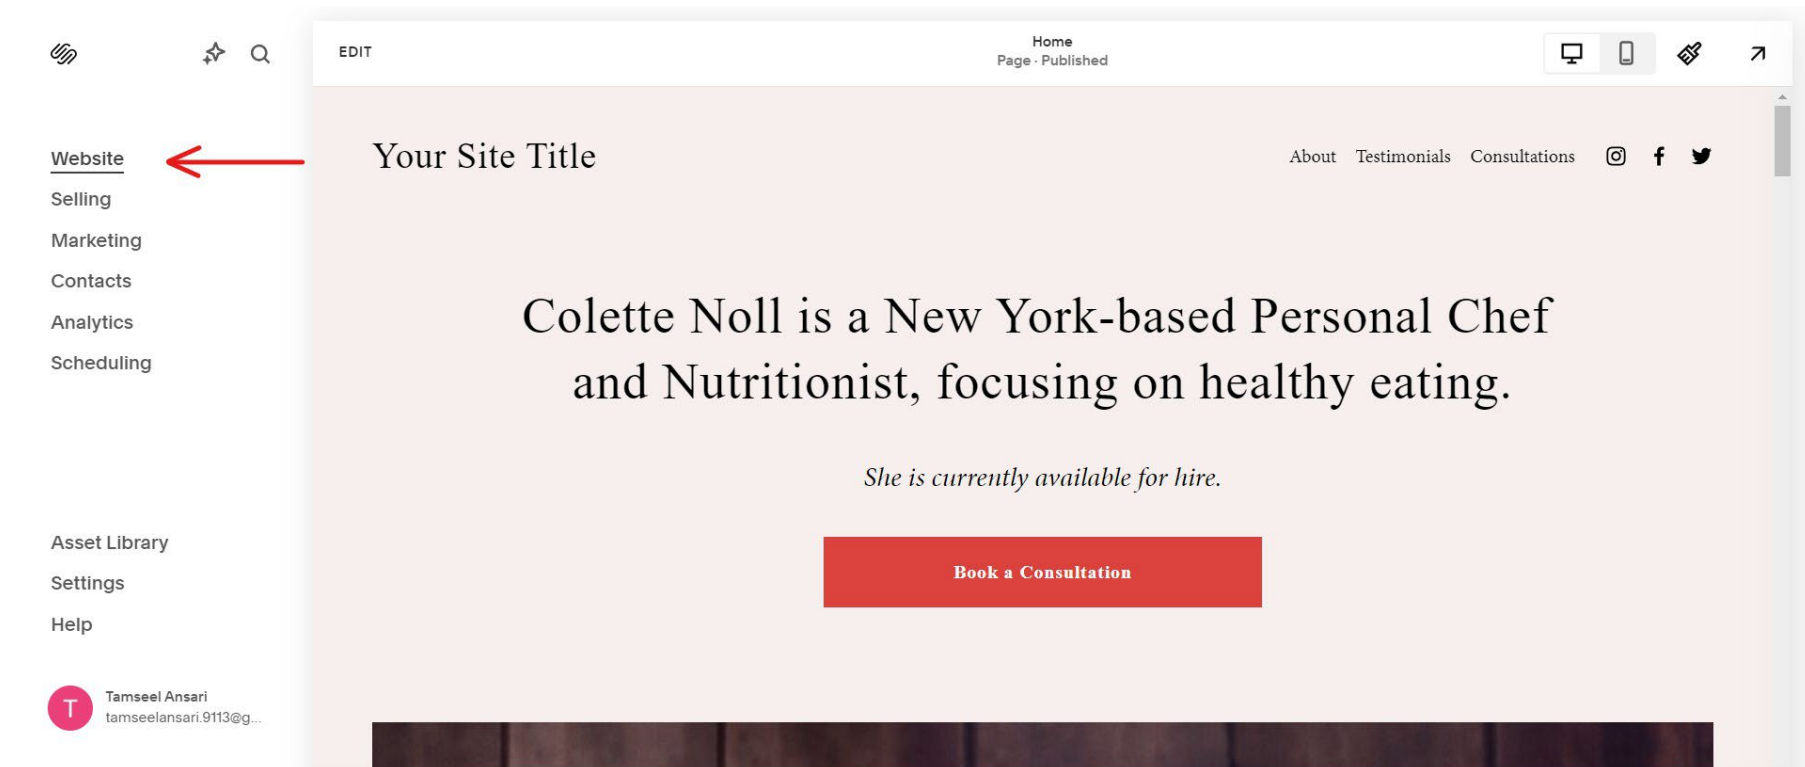 EDIT
Home
Page · Published
Website
Selling
Marketing
Contacts
Analytics
Scheduling
Asset Library
Settings
Help
T
Tamseel Ansari
tamseelansari.9113@g...
Your Site Title
About Testimonials Consultations
Colette Noll is a New York-based Personal Chef
and Nutritionist, focusing on healthy eating.
She is currently available for hire.
Book a Consultation